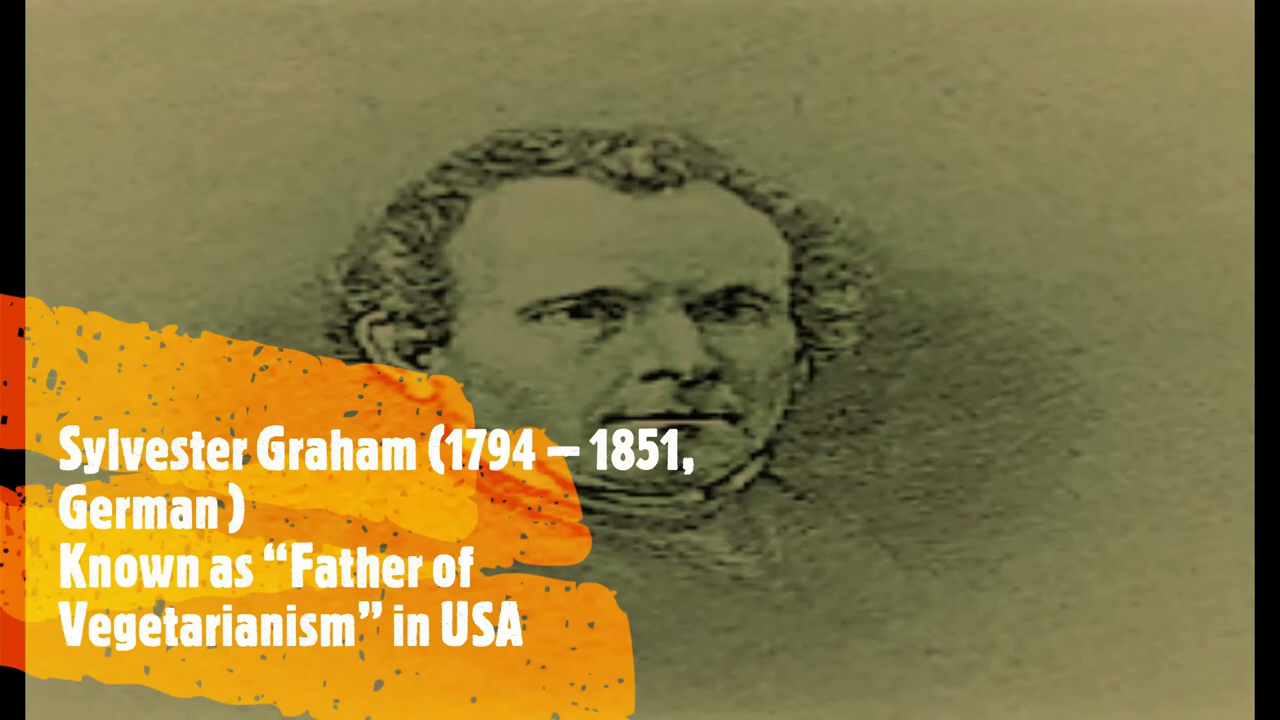 Sylvester Graham (1794 – 1851,
German )
Known as “Father of
Vegetarianism” in USA